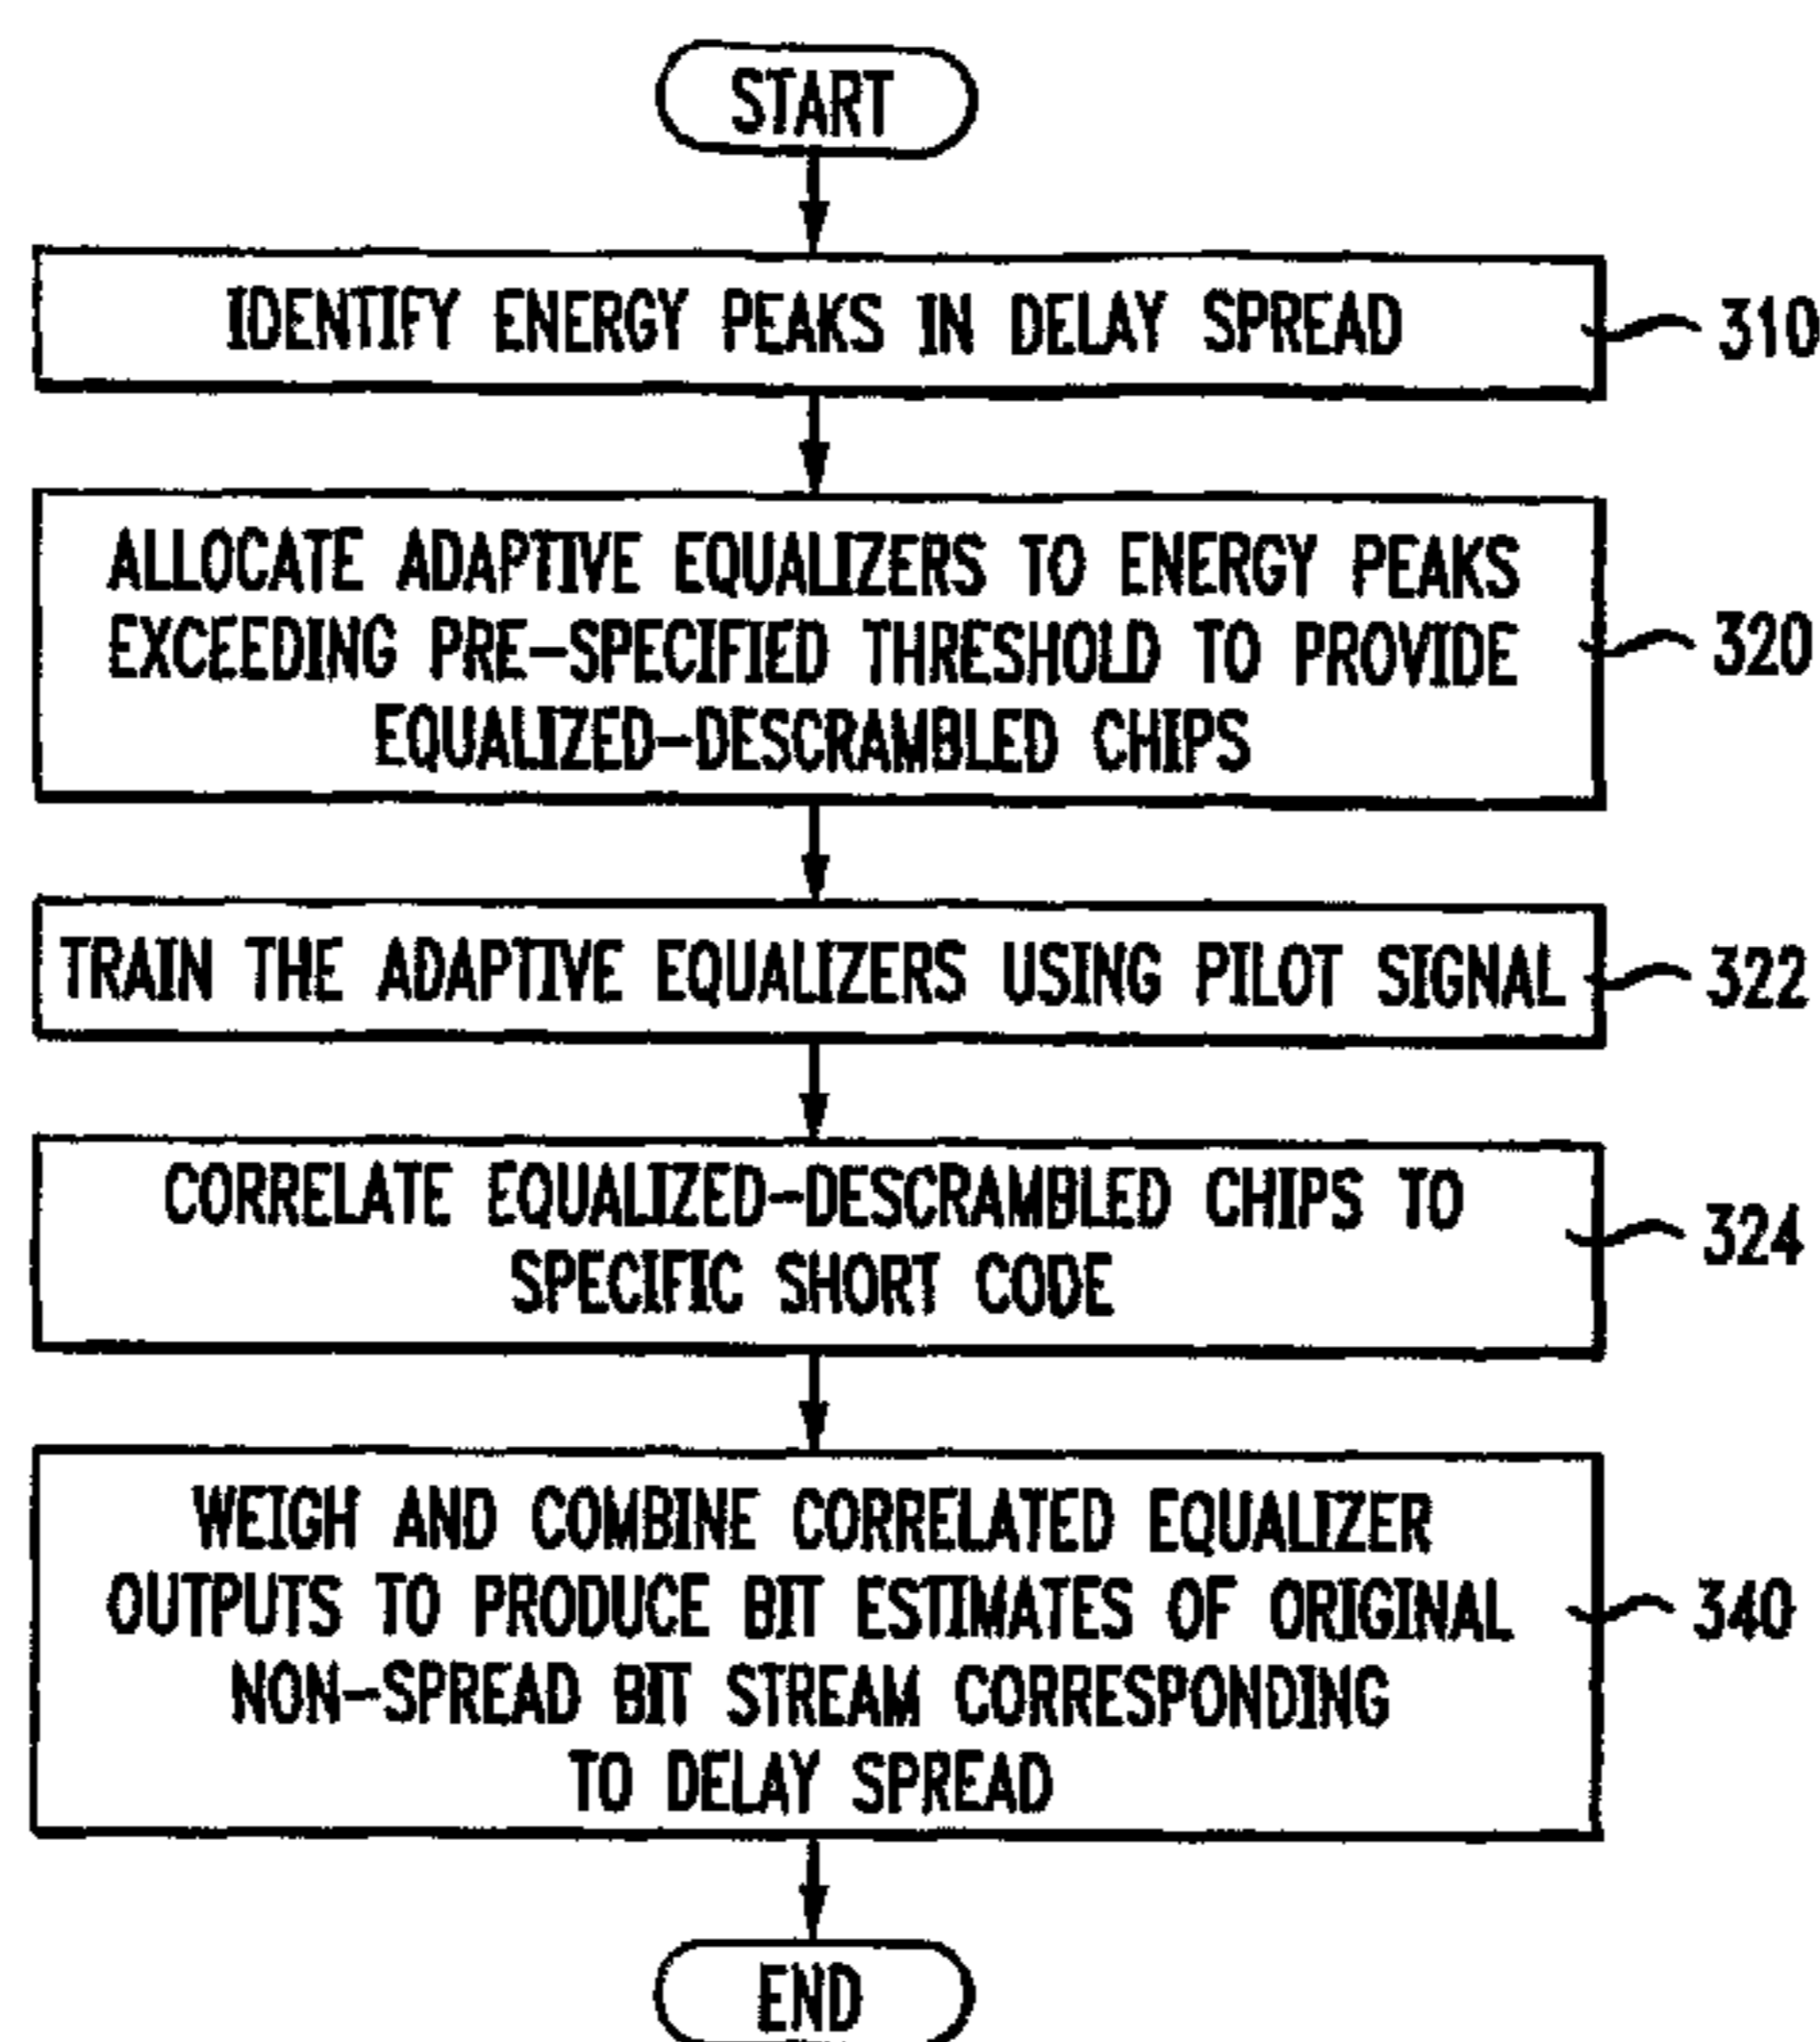 START
IDENTIFY ENERGY PEAKS IN DELAY SPREAD
310
ALLOCATE ADAPTIVE EQUALIZERS TO ENERGY PEAKS
EXCEEDING PRE-SPECIFIED THRESHOLD TO PROVIDE
EQUALIZED-DESCRAMBLED CHIPS
320
TRAIN THE ADAPTIVE EQUALIZERS USING PILOT SIGNAL
322
CORRELATE EQUALIZED-DESCRAMBLED CHIPS TO
SPECIFIC SHORT CODE
324
WEIGH AND COMBINE CORRELATED EQUALIZER
OUTPUTS TO PRODUCE BIT ESTIMATES OF ORIGINAL
NON-SPREAD BIT STREAM CORRESPONDING
TO DELAY SPREAD
340
END